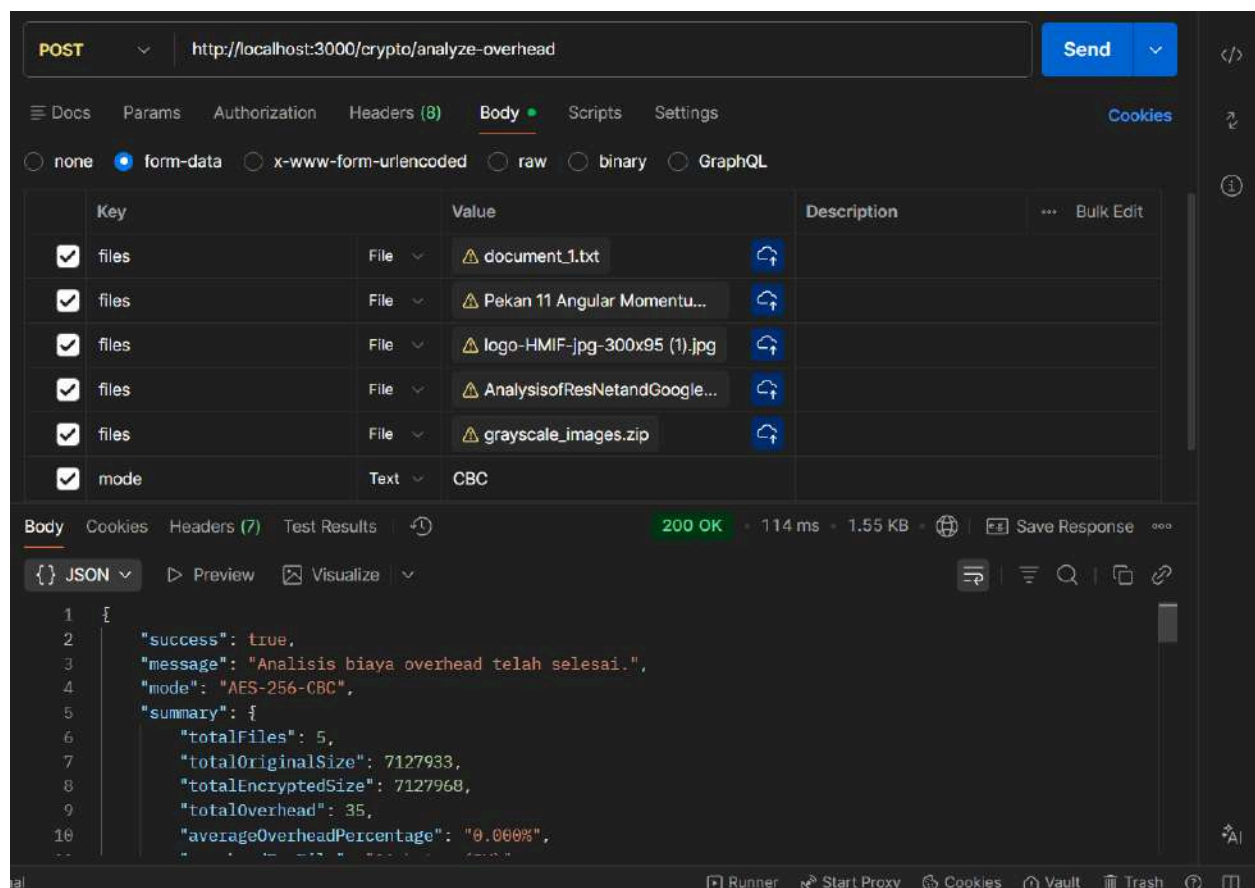 POST http://localhost:3000/crypto/analyze-overhead Send
Docs Params Authorization Headers (8) Body Scripts Settings Cookies
none form-data x-www-form-urlencoded raw binary GraphQL
Key Value Description Bulk Edit
files File document_1.txt
files File Pekan 11 Angular Momentu...
files File logo-HMIF-jpg-300x95 (1).jpg
files File AnalysisofResNetandGoogle...
files File grayscale_images.zip
mode Text CBC
Body Cookies Headers (7) Test Results 200 OK 114 ms 1.55 KB Save Response
{} JSON Preview Visualize
1 {
2 "success": true,
3 "message": "Analisis biaya overhead telah selesai.",
4 "mode": "AES-256-CBC",
5 "summary": {
6 "totalFiles": 5,
7 "totalOriginalSize": 7127933,
8 "totalEncryptedSize": 7127968,
9 "totalOverhead": 35,
10 "averageOverheadPercentage": "0.000%",
Runner Start Proxy Cookies Vault Trash